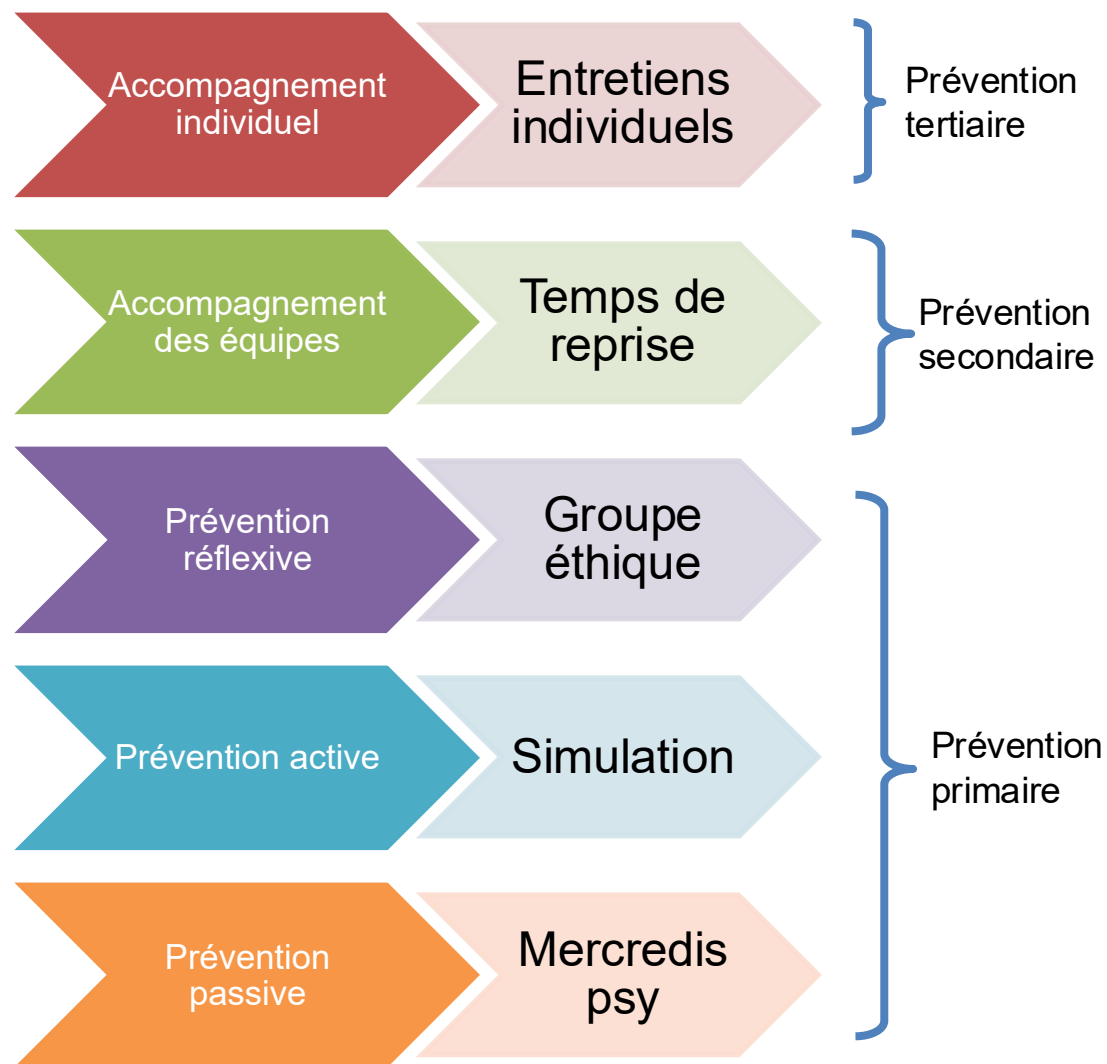 Accompagnement
individuel
Entretiens
individuels
Prévention
tertiaire
Accompagnement
des équipes
Temps de
reprise
Prévention
secondaire
Prévention
réflexive
Groupe
éthique
Prévention active
Simulation
Prévention
primaire
Prévention
passive
Mercredis
psy